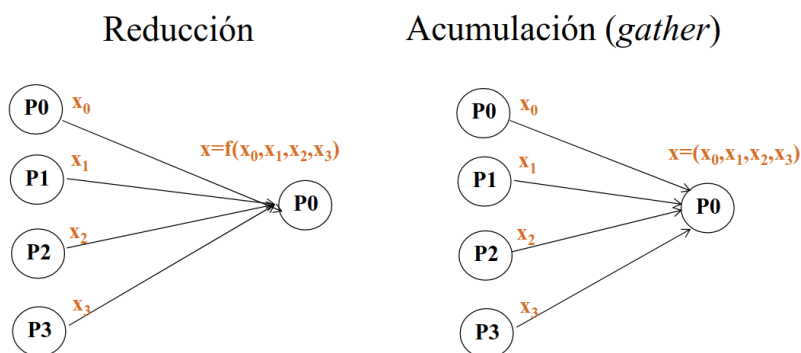 Reducción
P0 x₀
P1 x₁
P2 x₂
P3 x₃
x=f(x₀,x₁,x₂,x₃)
P0
Acumulación (gather)
P0 x₀
P1 x₁
P2 x₂
P3 x₃
x=(x₀,x₁,x₂,x₃)
P0